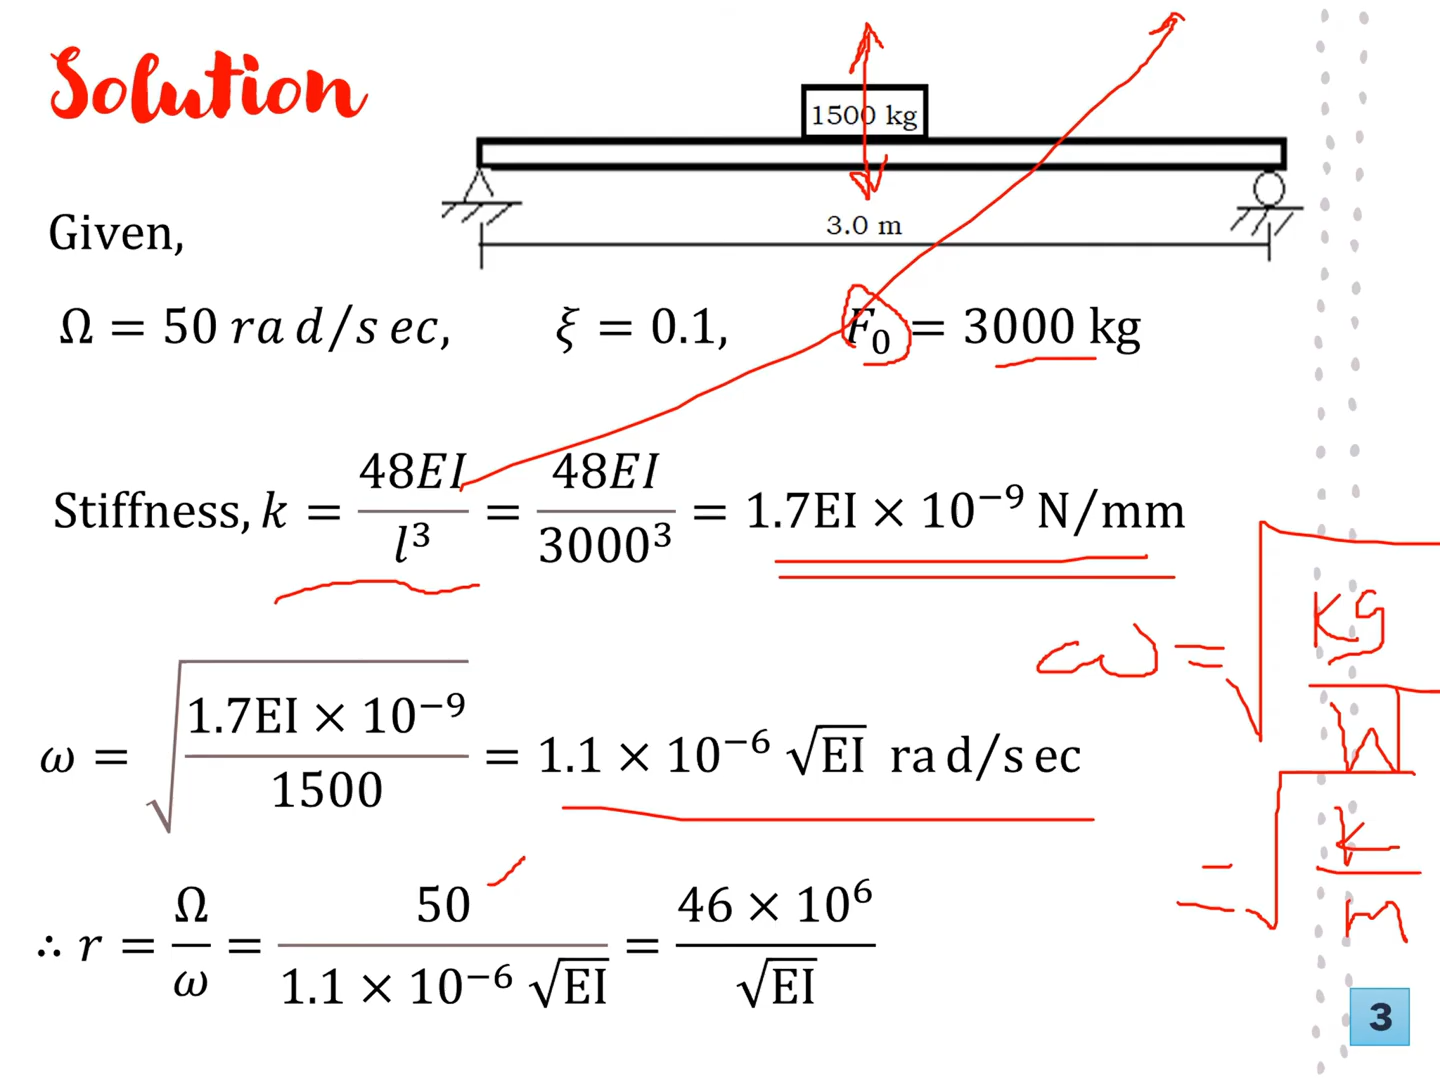 Solution
1500 kg
3.0 m
Given,
Ω = 50 rad/sec, ξ = 0.1, F₀ = 3000 kg
Stiffness, k = 48EI/l³ = 48EI/3000³ = 1.7EI × 10⁻⁹ N/mm
ω = √(1.7EI × 10⁻⁹/1500) = 1.1 × 10⁻⁶ √EI rad/sec
ω = √(kg/W)
= √(k/m)
∴ r = Ω/ω = 50/(1.1 × 10⁻⁶ √EI) = 46 × 10⁶/√EI
3